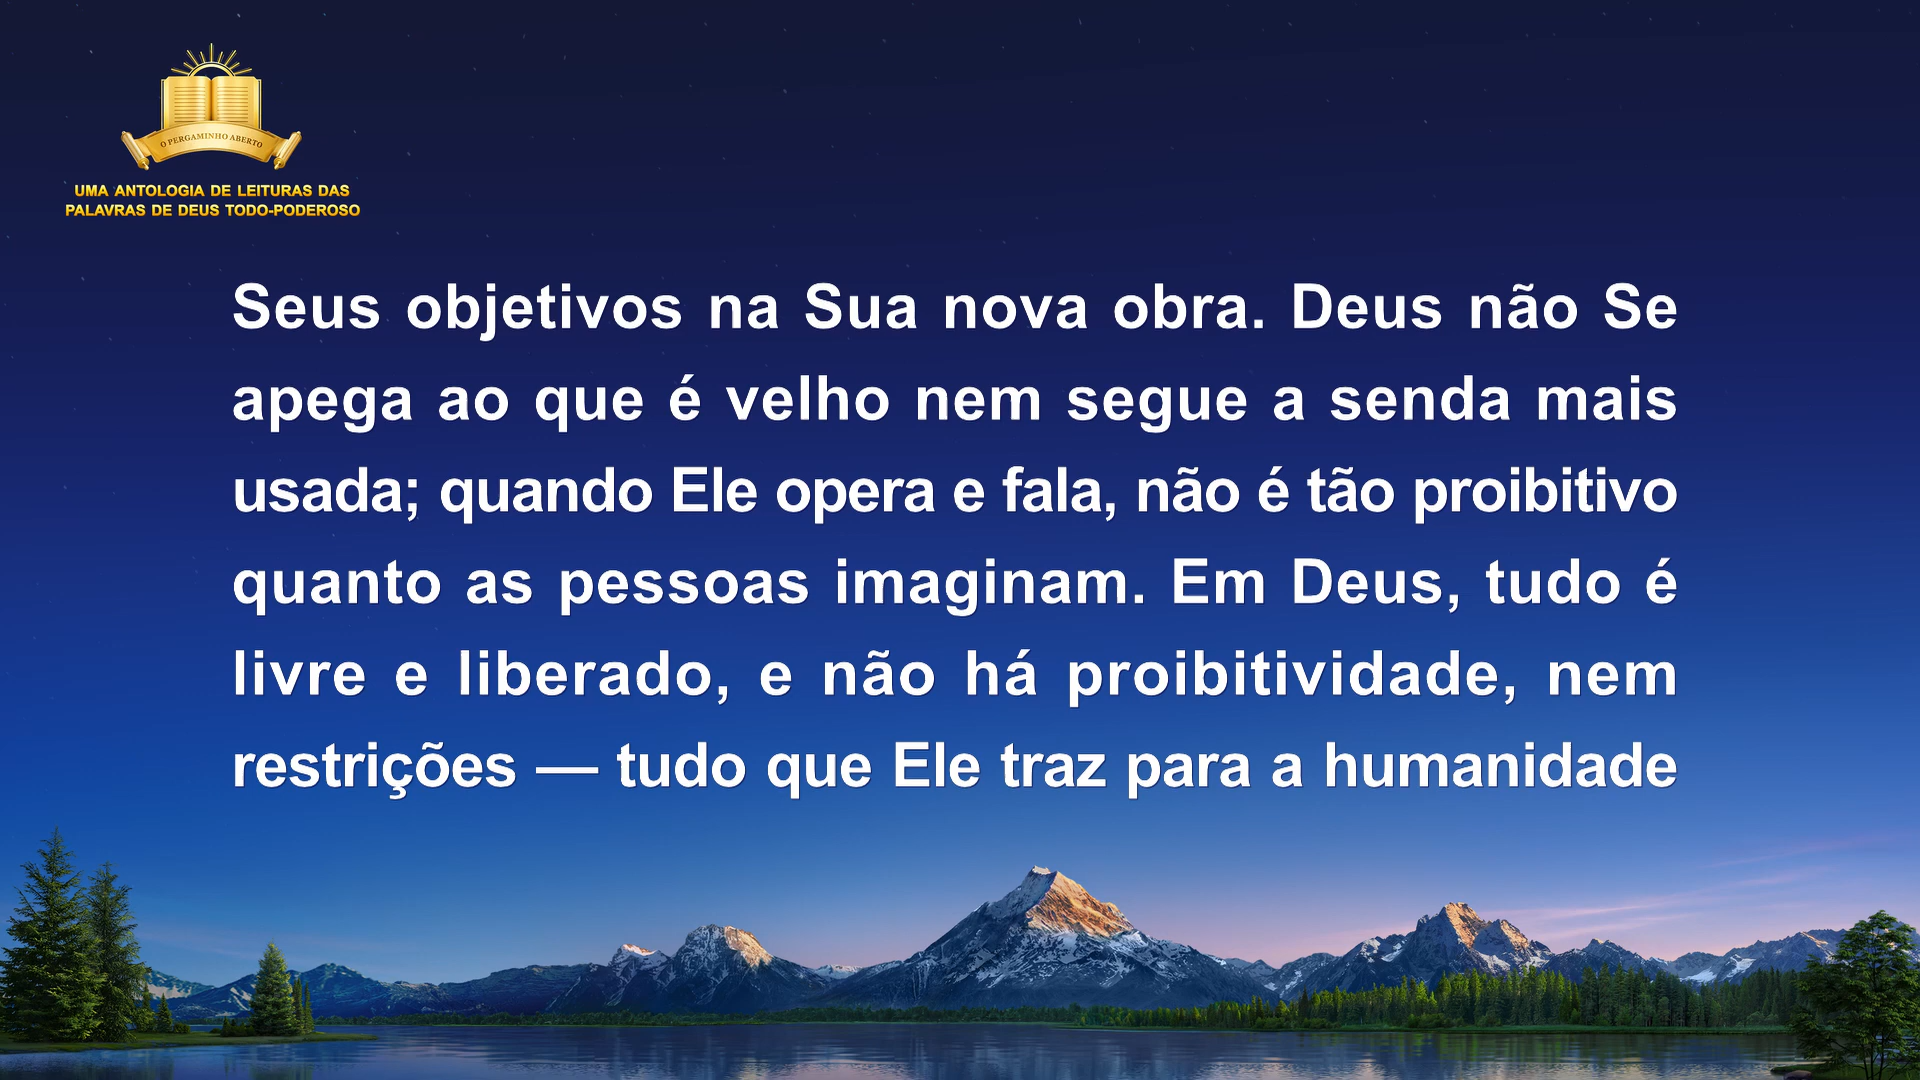 O PERGAMINHO ABERTO
UMA ANTOLOGIA DE LEITURAS DAS
PALAVRAS DE DEUS TODO-PODEROSO
Seus objetivos na Sua nova obra. Deus não Se
apega ao que é velho nem segue a senda mais
usada; quando Ele opera e fala, não é tão proibitivo
quanto as pessoas imaginam. Em Deus, tudo é
livre e liberado, e não há proibitividade, nem
restrições — tudo que Ele traz para a humanidade